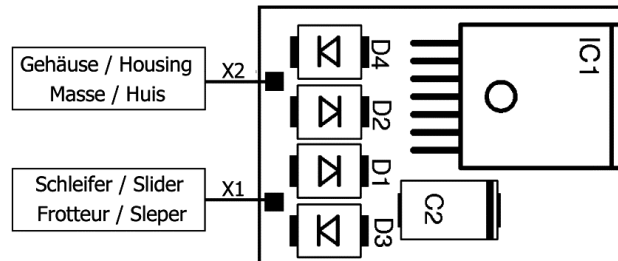 Gehäuse / Housing
Masse / Huis
X2
Schleifer / Slider
Frotteur / Sleper
X1
D4
D2
D1
D3
IC1
C2